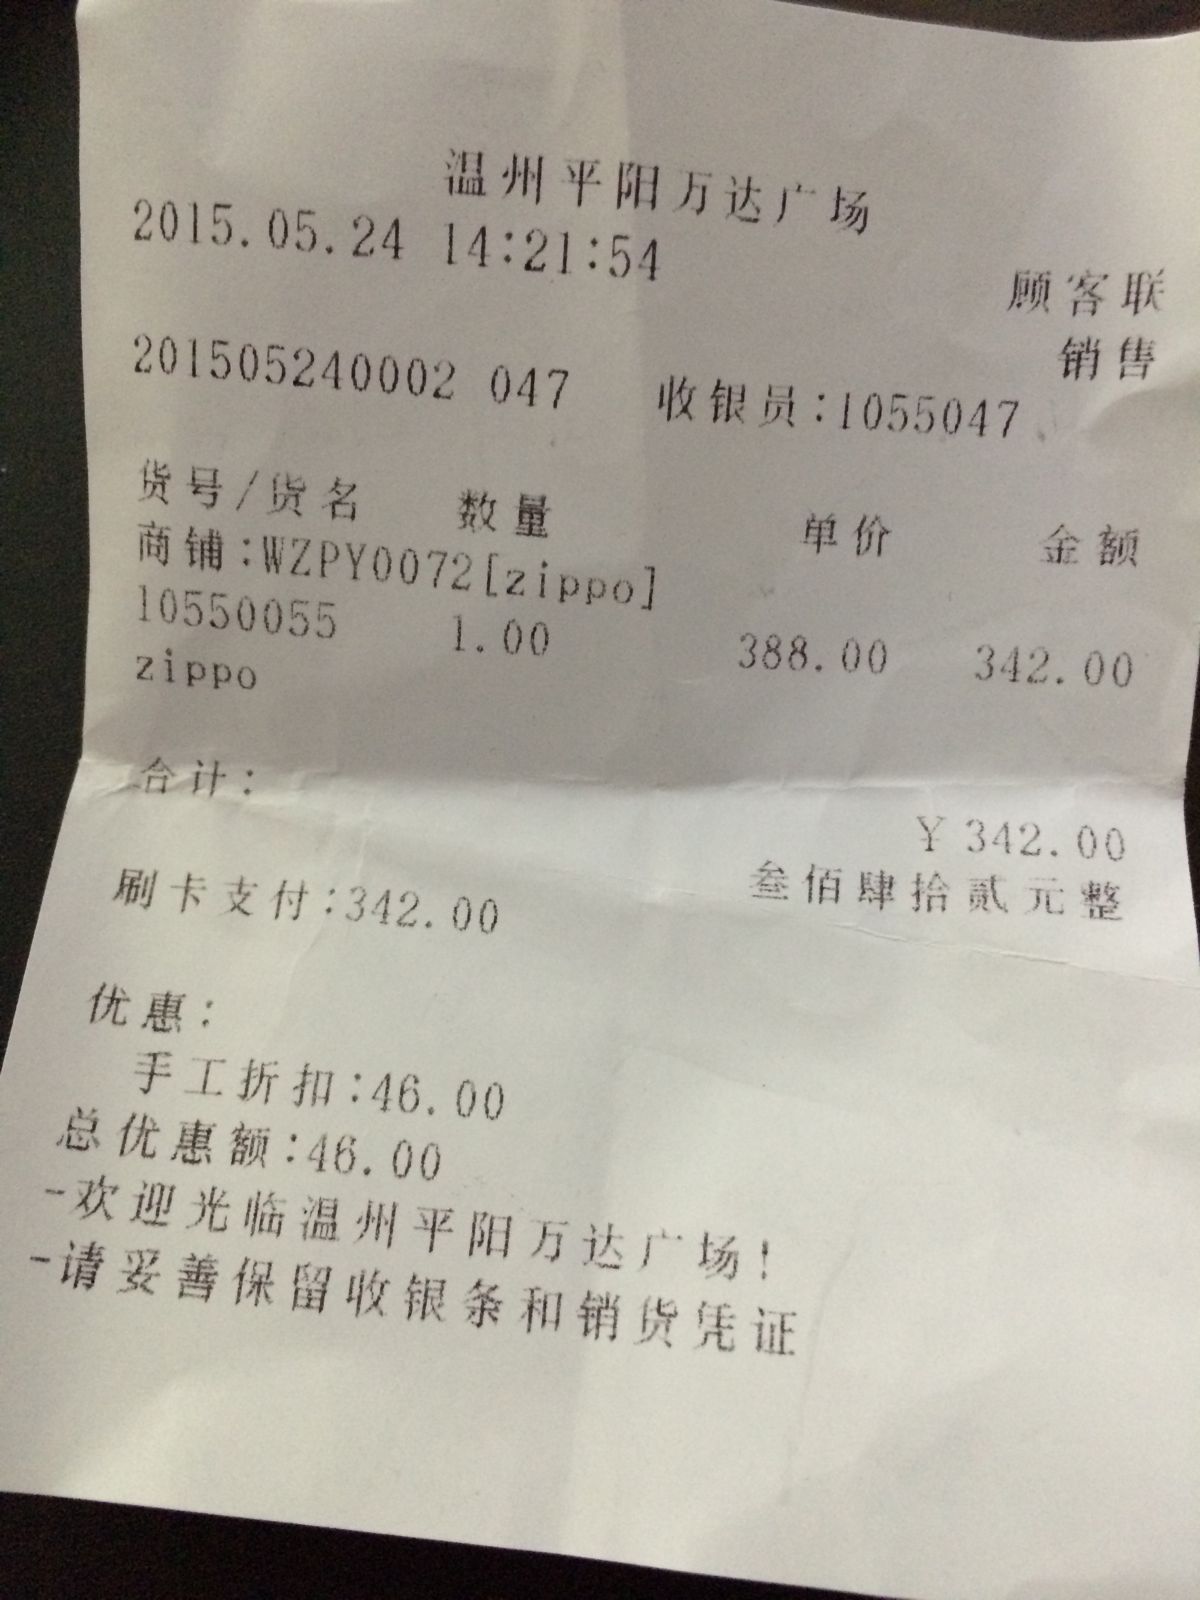 温州平阳万达广场
2015.05.24 14:21:54
顾客联
销售
201505240002 047 收银员:1055047
货号/货名 数量 单价 金额
商铺:WZPY0072[zippo]
10550055 1.00 388.00 342.00
zippo
合计:
¥ 342.00
叁佰肆拾贰元整
刷卡支付:342.00
优惠:
手工折扣:46.00
总优惠额:46.00
-欢迎光临温州平阳万达广场!
-请妥善保留收银条和销货凭证